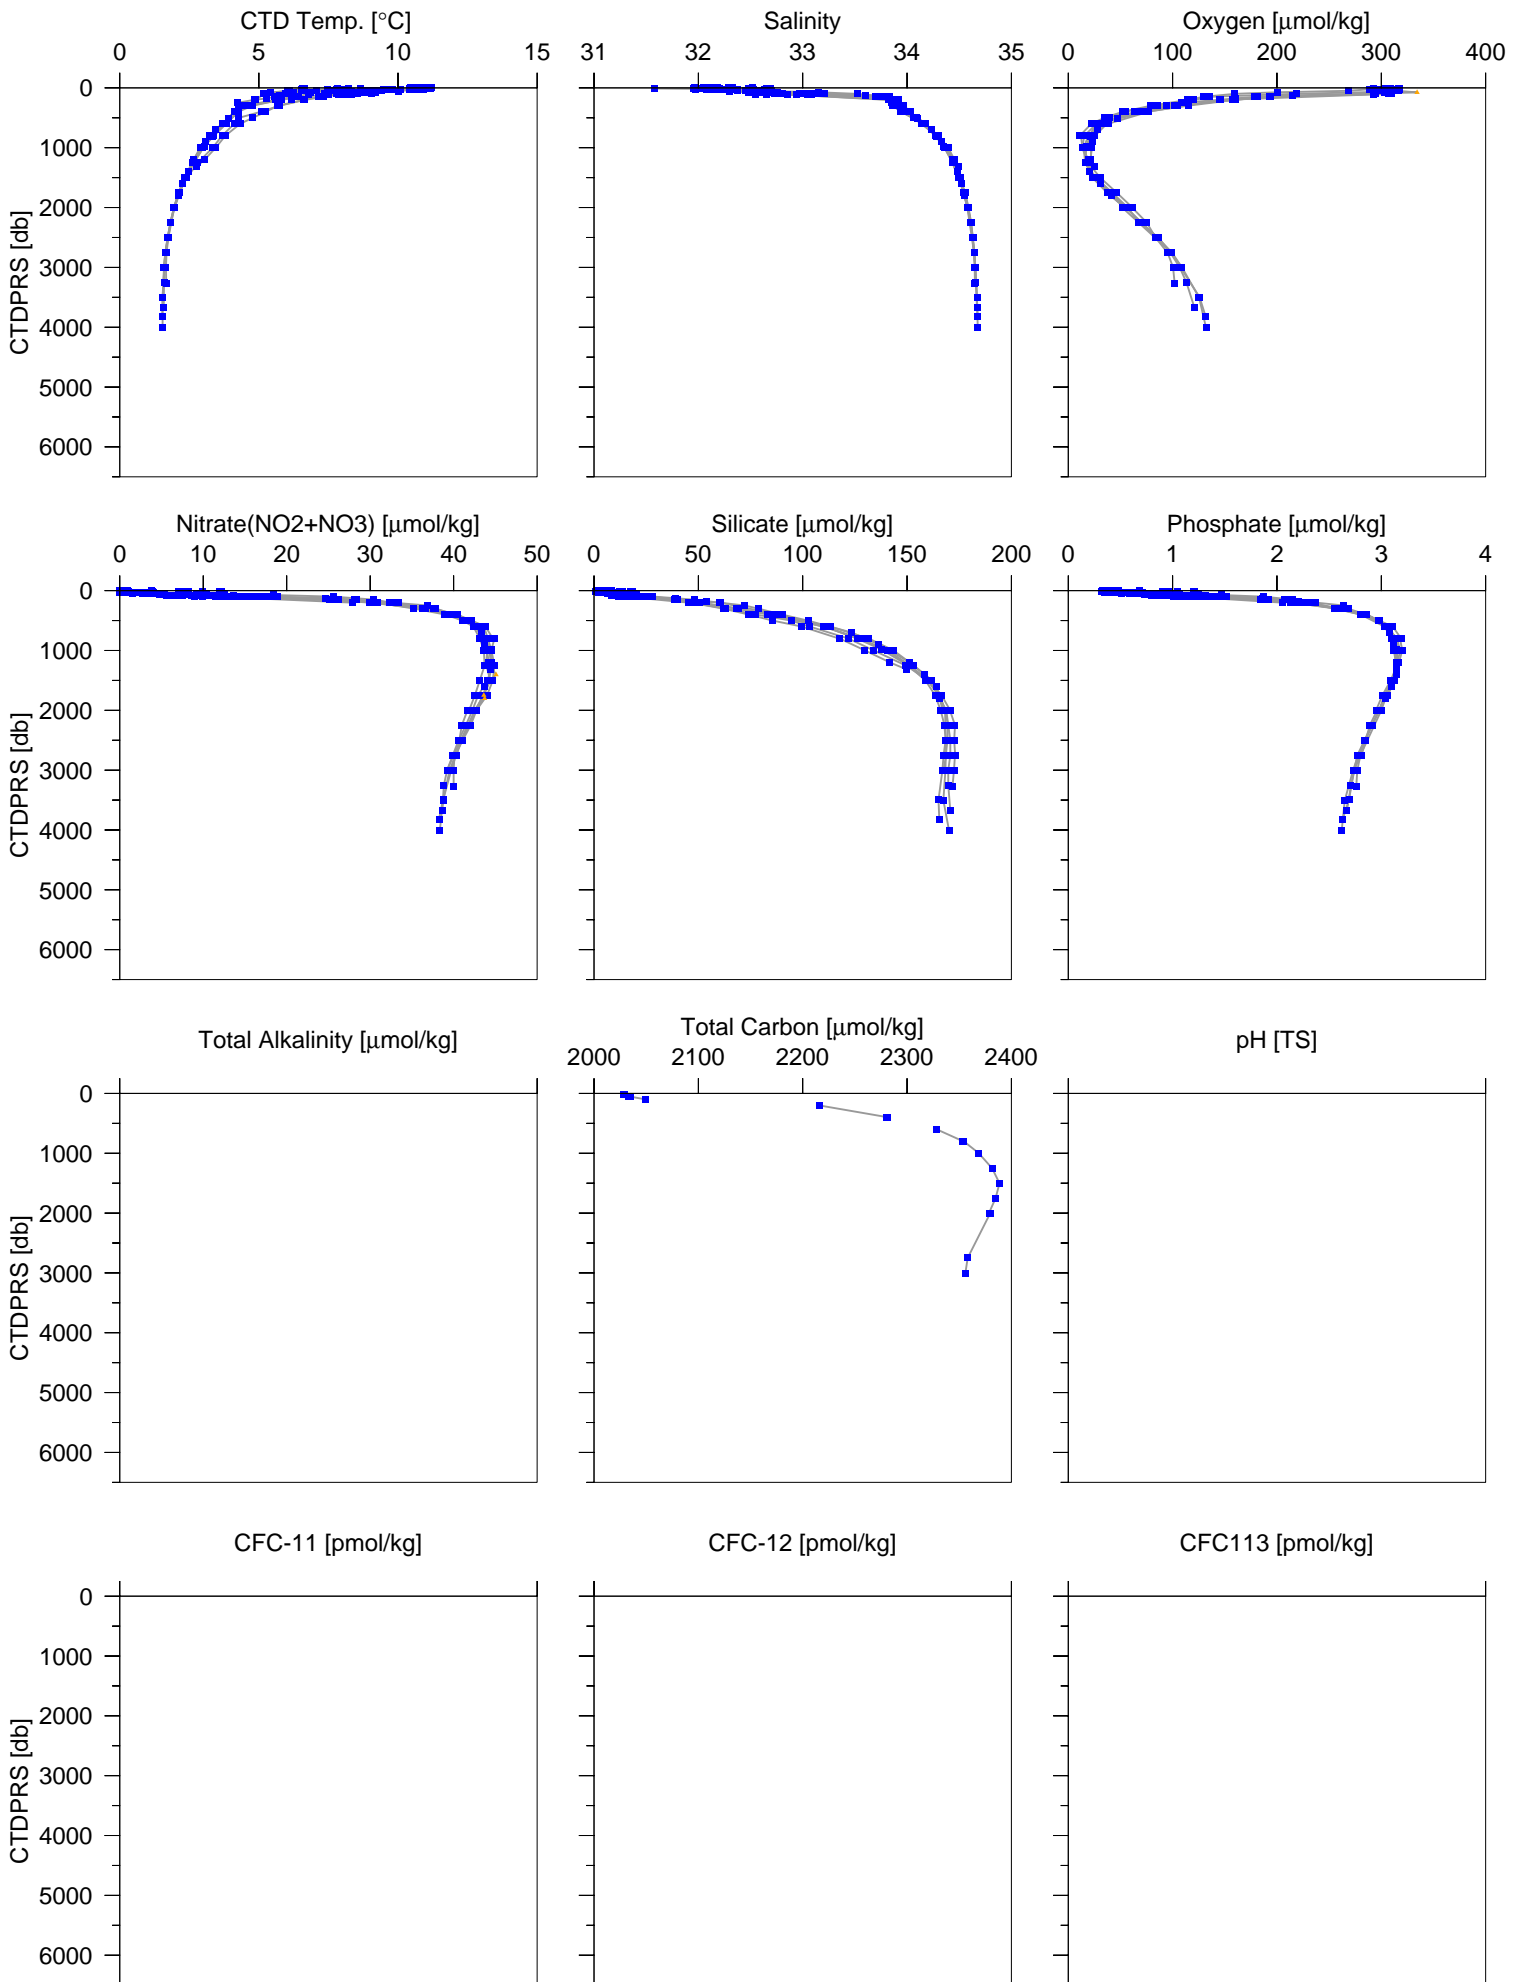 CTD Temp. [°C] Salinity Oxygen [μmol/kg]
0 5 10 15 31 32 33 34 35 0 100 200 300 400
0
1000
2000
3000
4000
5000
6000
CTDPRS [db]
Nitrate(NO2+NO3) [μmol/kg] Silicate [μmol/kg] Phosphate [μmol/kg]
0 10 20 30 40 50 0 50 100 150 200 0 1 2 3 4
0
1000
2000
3000
4000
5000
6000
CTDPRS [db]
Total Alkalinity [μmol/kg] Total Carbon [μmol/kg] pH [TS]
2000 2100 2200 2300 2400
0
1000
2000
3000
4000
5000
6000
CTDPRS [db]
CFC-11 [pmol/kg] CFC-12 [pmol/kg] CFC113 [pmol/kg]
0
1000
2000
3000
4000
5000
6000
CTDPRS [db]